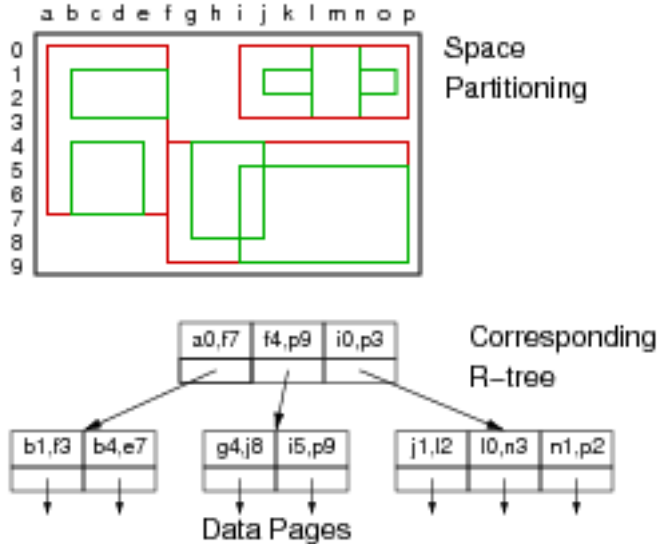 a b c d e f g h i j k l m n o p
0
1
2
3
4
5
6
7
8
9
Space
Partitioning
a0,f7 f4,p9 i0,p3
Corresponding
R-tree
b1,f3 b4,e7 g4,j8 i5,p9 j1,l2 l0,n3 n1,p2
Data Pages